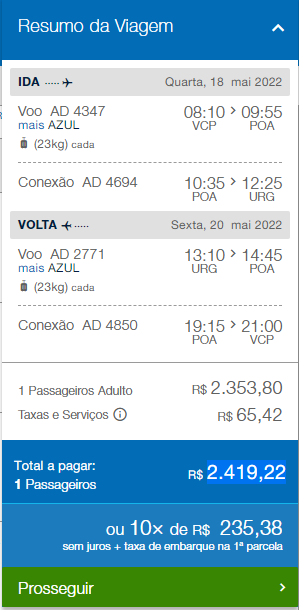 Resumo da Viagem
IDA Quarta, 18 mai 2022
Voo AD 4347 08:10 > 09:55
mais AZUL VCP POA
(23kg) cada
Conexão AD 4694 10:35 > 12:25
POA URG
VOLTA Sexta, 20 mai 2022
Voo AD 2771 13:10 > 14:45
mais AZUL URG POA
(23kg) cada
Conexão AD 4850 19:15 > 21:00
POA VCP
1 Passageiros Adulto R$ 2.353,80
Taxas e Serviços R$ 65,42
Total a pagar:
R$ 2.419,22
1 Passageiros
ou 10x de R$ 235,38
sem juros + taxa de embarque na 1ª parcela
Prosseguir >